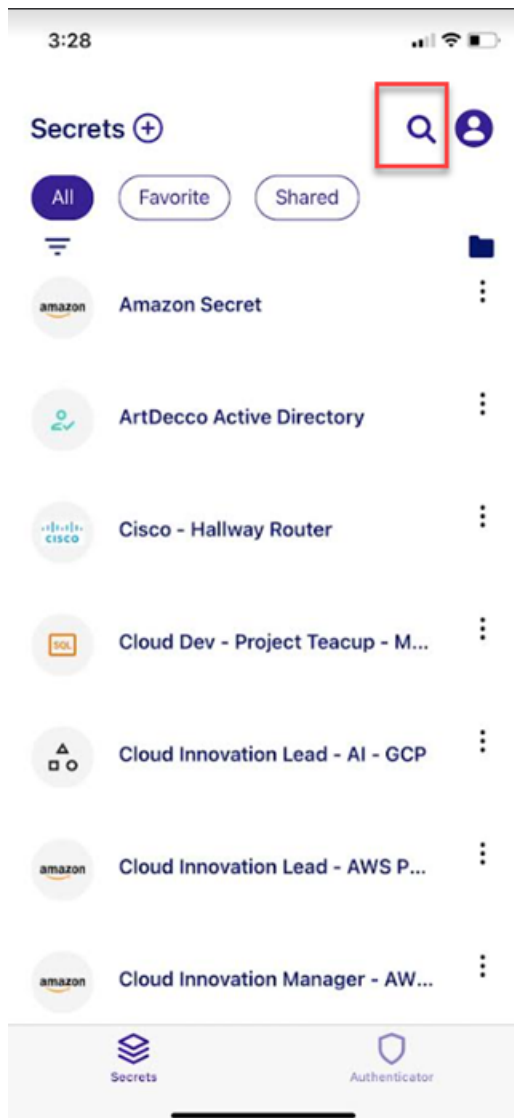 3:28
Secrets
All Favorite Shared
amazon Amazon Secret
ArtDecco Active Directory
CISCO Cisco - Hallway Router
SQL Cloud Dev - Project Teacup - M...
Cloud Innovation Lead - AI - GCP
amazon Cloud Innovation Lead - AWS P...
amazon Cloud Innovation Manager - AW...
Secrets Authenticator